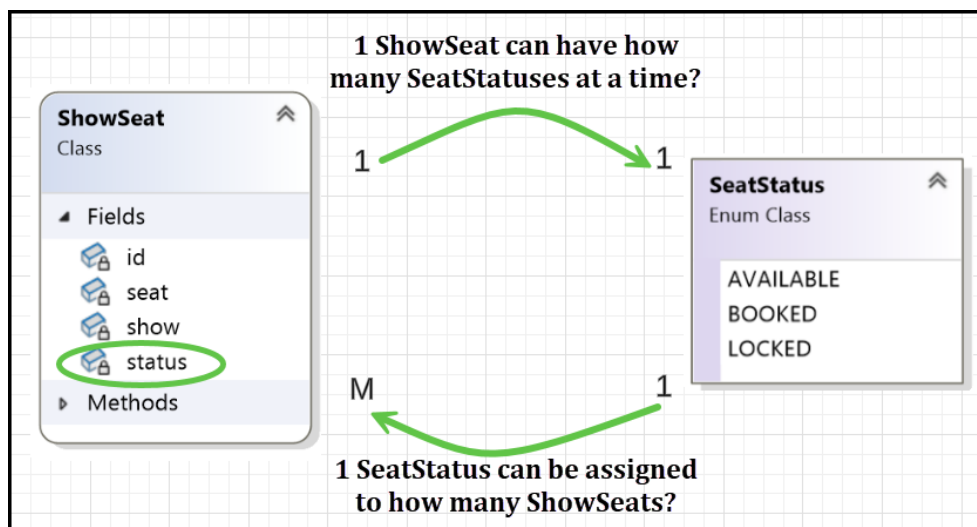 1 ShowSeat can have how
many SeatStatuses at a time?
ShowSeat
Class
1
1
Fields
id
seat
show
status
Methods
SeatStatus
Enum Class
AVAILABLE
BOOKED
LOCKED
M
1
1 SeatStatus can be assigned
to how many ShowSeats?